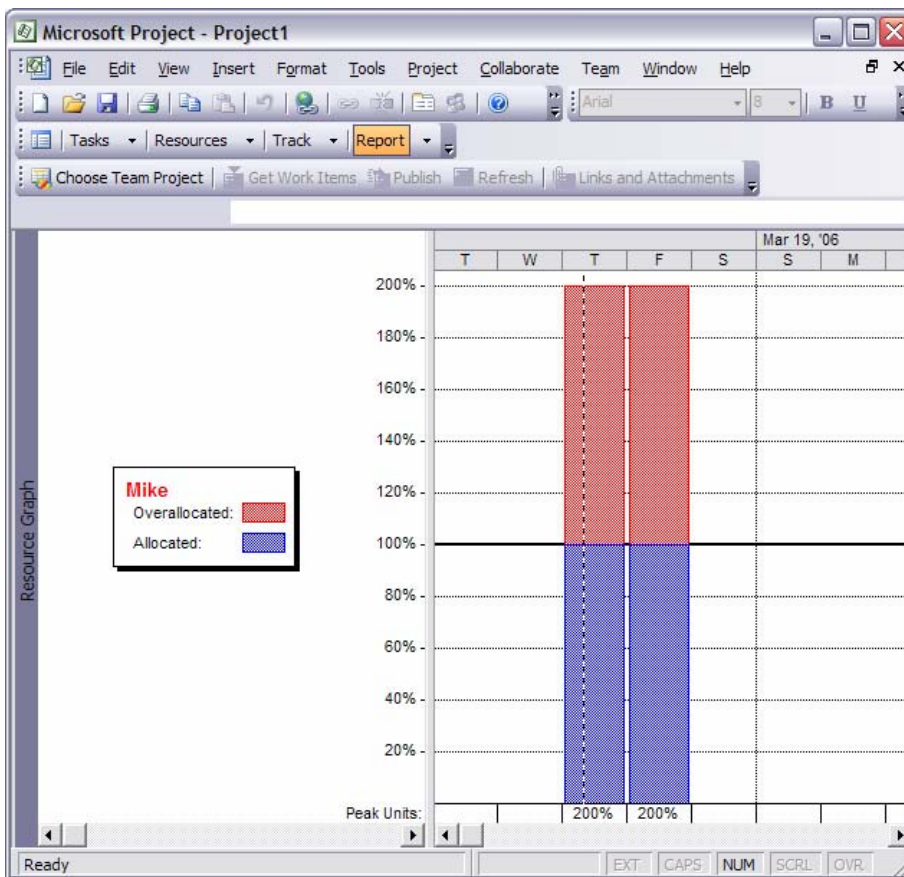 Microsoft Project - Project1
File Edit View Insert Format Tools Project Collaborate Team Window Help
Arial 8 B U
Tasks Resources Track Report
Choose Team Project Get Work Items Publish Refresh Links and Attachments
Mar 19, '06
T W T F S S M
200%
180%
160%
140%
120%
100%
80%
60%
40%
20%
Resource Graph
Mike
Overallocated:
Allocated:
Peak Units: 200% 200%
Ready EXT CAPS NUM SCRL OVR